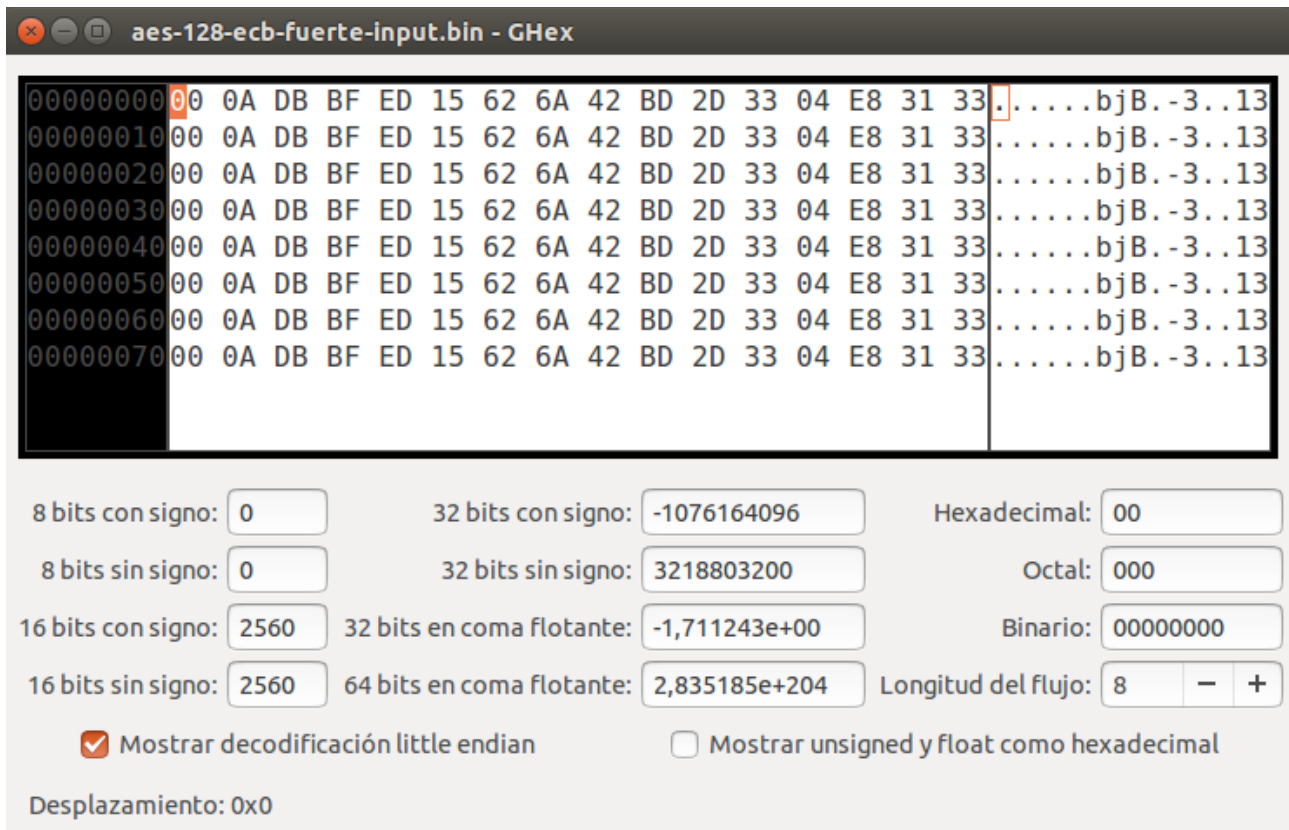 aes-128-ecb-fuerte-input.bin - GHex
00000000 00 0A DB BF ED 15 62 6A 42 BD 2D 33 04 E8 31 33 ......bjB.-3..13
00000010 00 0A DB BF ED 15 62 6A 42 BD 2D 33 04 E8 31 33 ......bjB.-3..13
00000020 00 0A DB BF ED 15 62 6A 42 BD 2D 33 04 E8 31 33 ......bjB.-3..13
00000030 00 0A DB BF ED 15 62 6A 42 BD 2D 33 04 E8 31 33 ......bjB.-3..13
00000040 00 0A DB BF ED 15 62 6A 42 BD 2D 33 04 E8 31 33 ......bjB.-3..13
00000050 00 0A DB BF ED 15 62 6A 42 BD 2D 33 04 E8 31 33 ......bjB.-3..13
00000060 00 0A DB BF ED 15 62 6A 42 BD 2D 33 04 E8 31 33 ......bjB.-3..13
00000070 00 0A DB BF ED 15 62 6A 42 BD 2D 33 04 E8 31 33 ......bjB.-3..13
8 bits con signo: 0 32 bits con signo: -1076164096 Hexadecimal: 00
8 bits sin signo: 0 32 bits sin signo: 3218803200 Octal: 000
16 bits con signo: 2560 32 bits en coma flotante: -1,711243e+00 Binario: 00000000
16 bits sin signo: 2560 64 bits en coma flotante: 2,835185e+204 Longitud del flujo: 8 − +
Mostrar decodificación little endian Mostrar unsigned y float como hexadecimal
Desplazamiento: 0x0